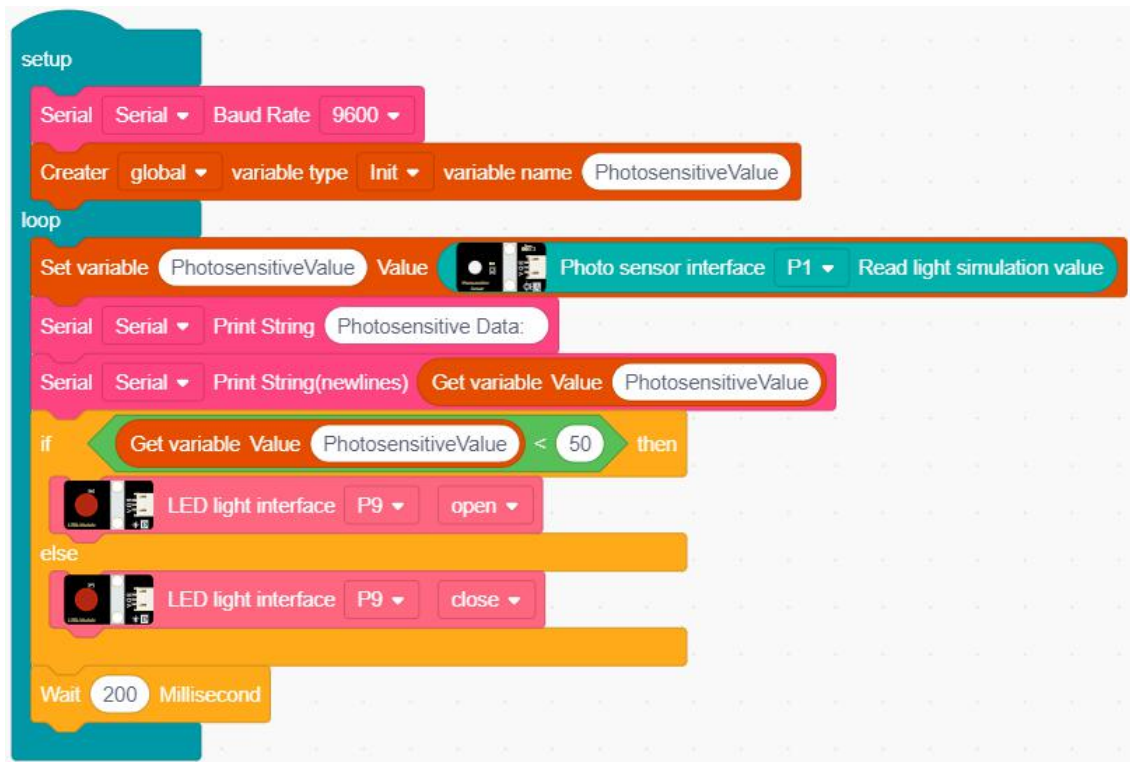 setup
Serial Serial Baud Rate 9600
Creater global variable type Init variable name PhotosensitiveValue
loop
Set variable PhotosensitiveValue Value Photo sensor interface P1 Read light simulation value
Serial Serial Print String Photosensitive Data:
Serial Serial Print String(newlines) Get variable Value PhotosensitiveValue
if Get variable Value PhotosensitiveValue < 50 then
LED light interface P9 open
else
LED light interface P9 close
Wait 200 Millisecond